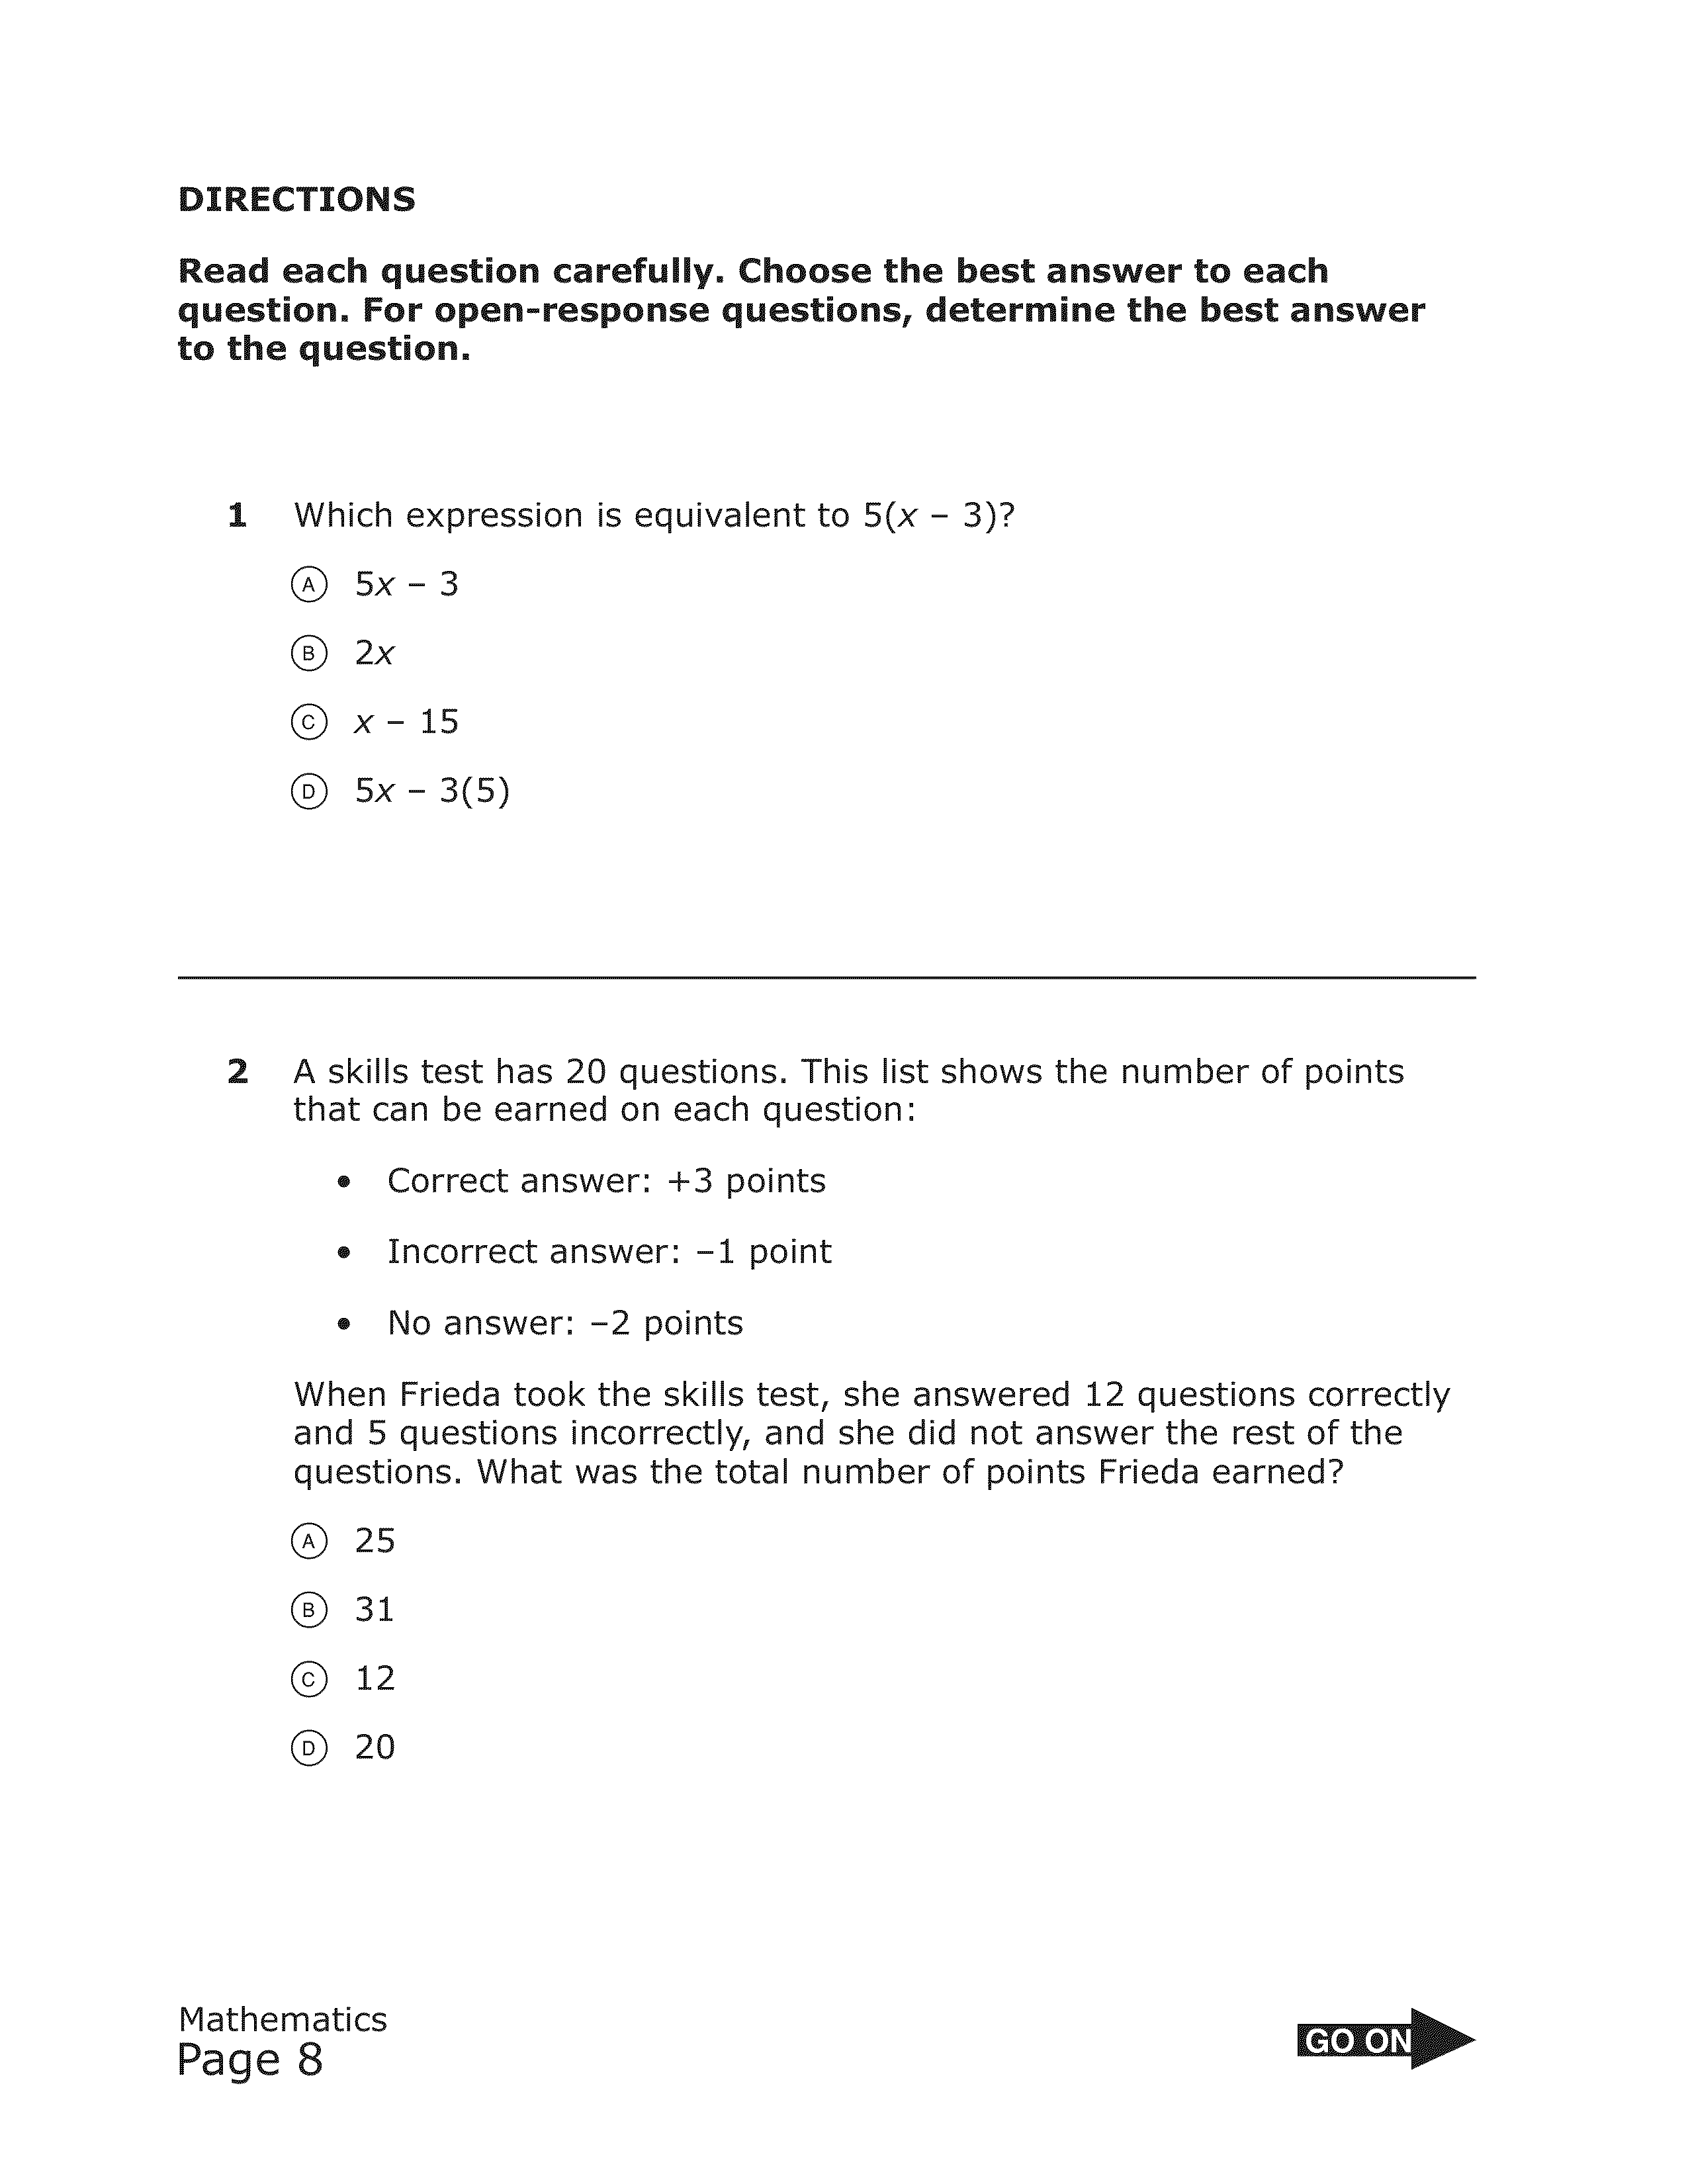 DIRECTIONS
Read each question carefully. Choose the best answer to each
question. For open-response questions, determine the best answer
to the question.
1 Which expression is equivalent to 5(x – 3)?
A 5x – 3
B 2x
C x – 15
D 5x – 3(5)
2 A skills test has 20 questions. This list shows the number of points
that can be earned on each question:
• Correct answer: +3 points
• Incorrect answer: –1 point
• No answer: –2 points
When Frieda took the skills test, she answered 12 questions correctly
and 5 questions incorrectly, and she did not answer the rest of the
questions. What was the total number of points Frieda earned?
A 25
B 31
C 12
D 20
Mathematics
Page 8
GO ON